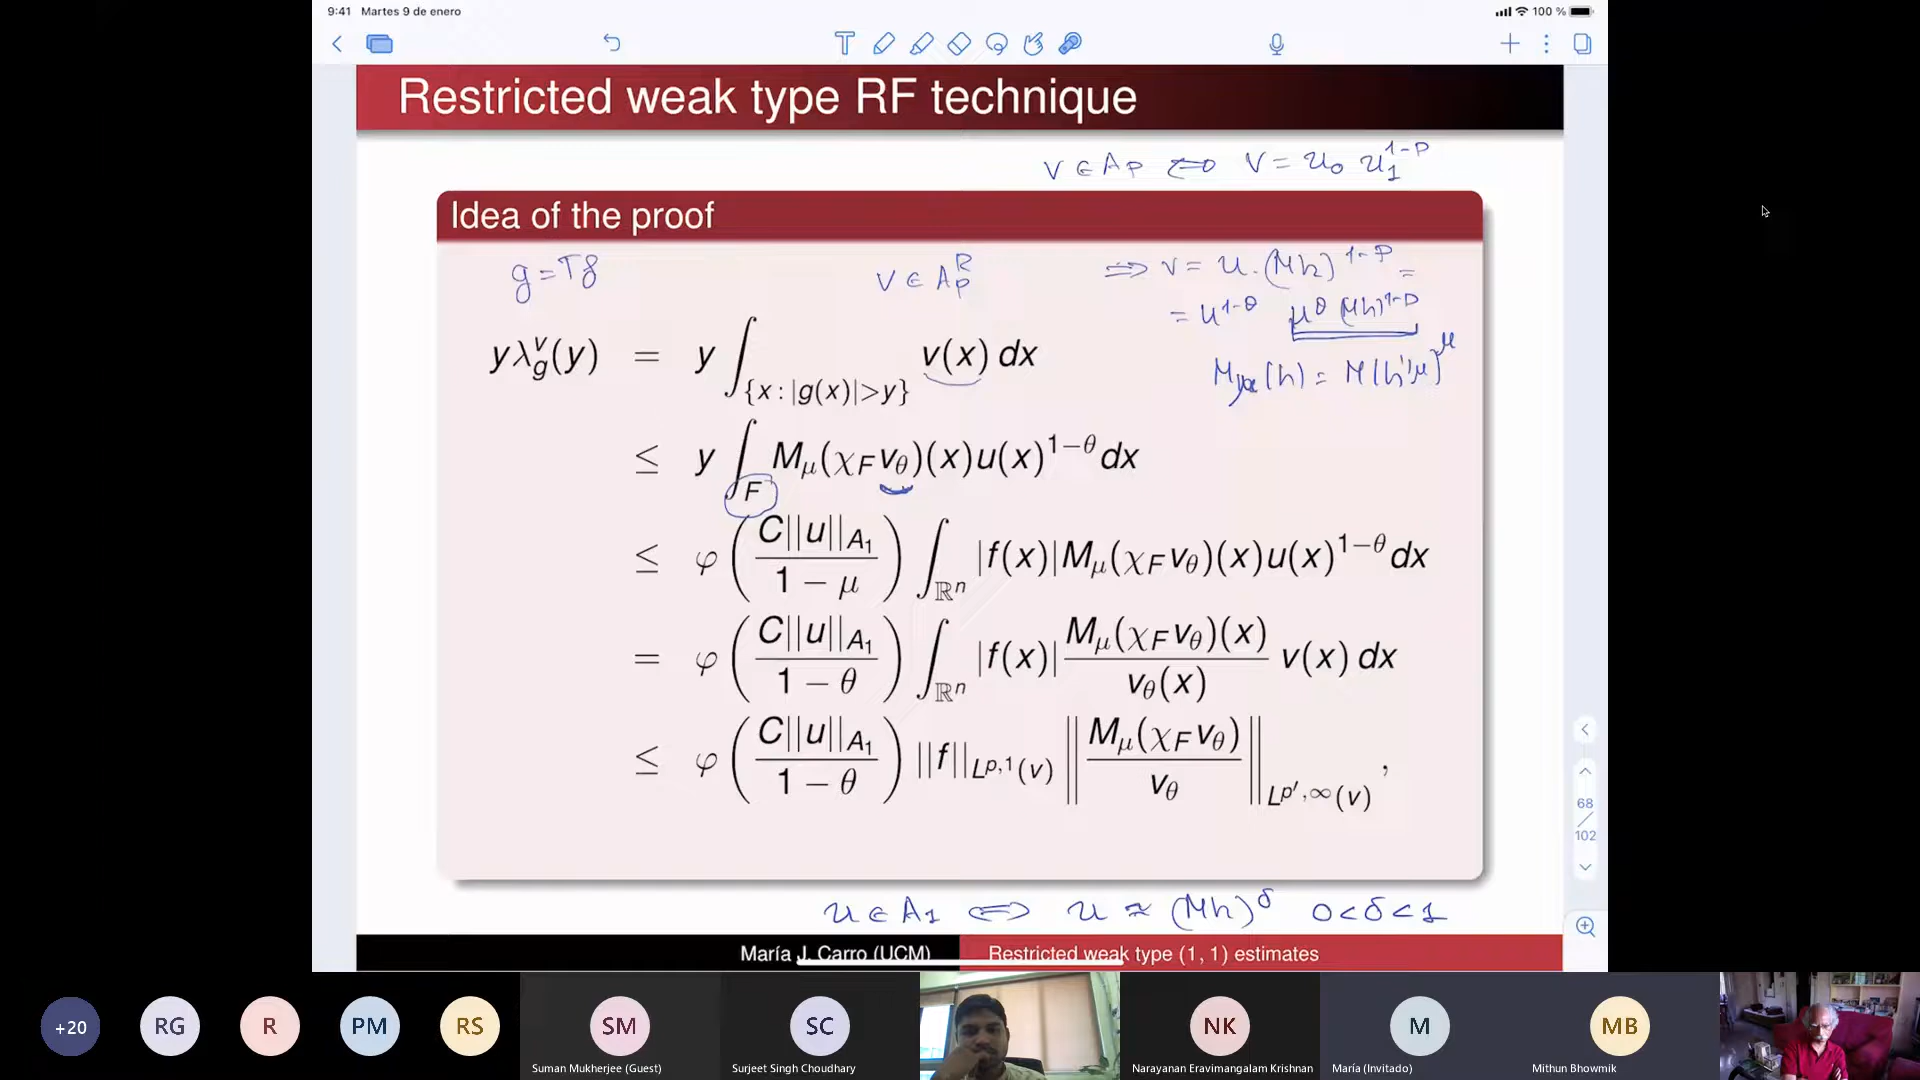 9:41 Martes 9 de enero 100 %
Restricted weak type RF technique
V ∈ A_P ⇔ V = u_0 u_1^{1-P}
Idea of the proof
g = Tf V ∈ A_P^R ⇒ V = u.(Mh)^{1-P} =
= u^{1-θ} u^θ (Mh)^{1-P}
yλ_g^v(y) = y ∫_{{x : |g(x)|>y}} v(x) dx
M_μ(h) = M(h^{1/μ})^μ
≤ y ∫_F M_μ(χ_F v_θ)(x)u(x)^{1−θ} dx
≤ φ (C||u||_{A_1} / 1 − μ) ∫_{ℝ^n} |f(x)|M_μ(χ_F v_θ)(x)u(x)^{1−θ} dx
= φ (C||u||_{A_1} / 1 − θ) ∫_{ℝ^n} |f(x)| M_μ(χ_F v_θ)(x) / v_θ(x) v(x) dx
≤ φ (C||u||_{A_1} / 1 − θ) ||f||_{L^{p,1}(v)} || M_μ(χ_F v_θ) / v_θ ||_{L^{p',∞}(v)} ,
68
/
102
u ∈ A_1 ⇔ u ≈ (Mh)^δ 0<δ<1
María J. Carro (UCM) Restricted weak type (1, 1) estimates
+20 RG R PM RS SM SC NK M MB
Suman Mukherjee (Guest) Surjeet Singh Choudhary Narayanan Eravimangalam Krishnan María (Invitado) Mithun Bhowmik